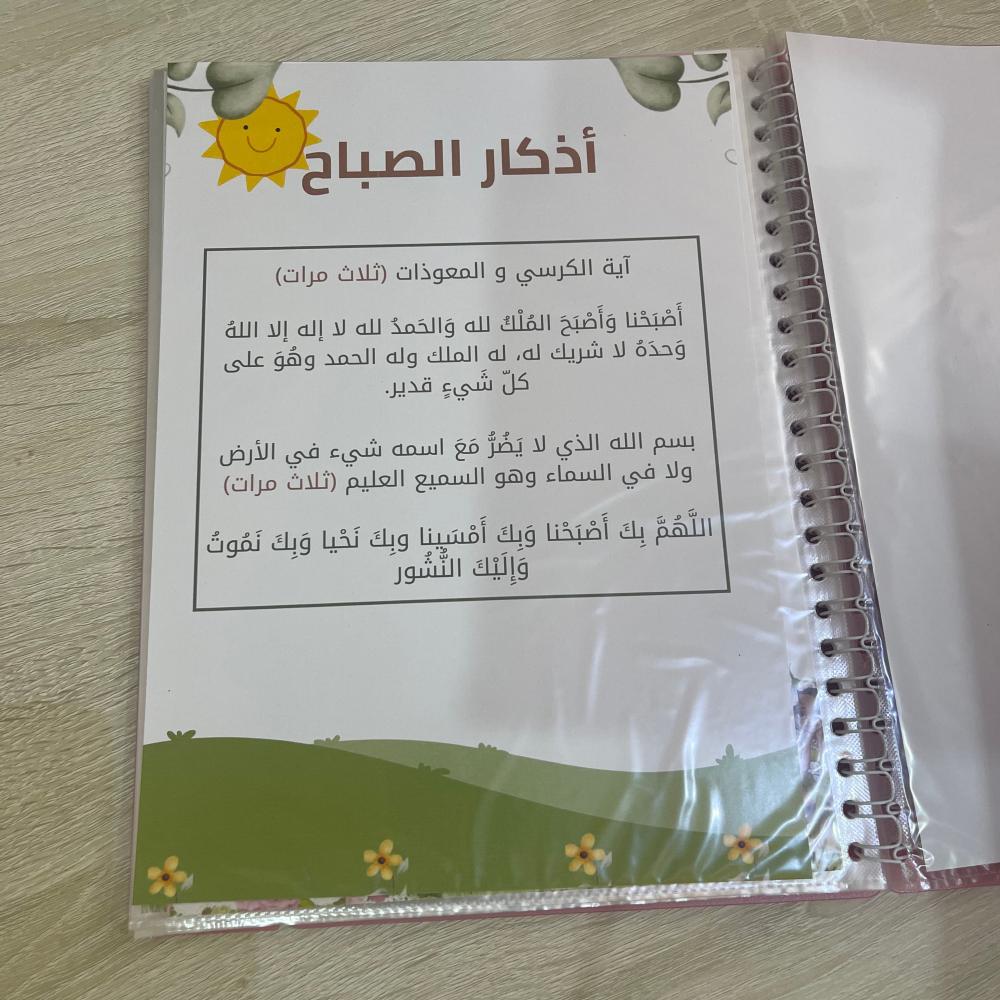 أذكار الصباح
آية الكرسي و المعوذات (ثلاث مرات)
أَصْبَحْنا وَأَصْبَحَ المُلْكُ لله وَالحَمدُ لله لا إله إلا اللهُ
وَحدَهُ لا شريك له، له الملك وله الحمد وهُوَ على
كلّ شَيءٍ قدير.
بسم الله الذي لا يَضُرُّ مَعَ اسمه شيء في الأرض
ولا في السماء وهو السميع العليم (ثلاث مرات)
اللَّهُمَّ بِكَ أَصْبَحْنا وَبِكَ أَمْسَينا وبِكَ نَحْيا وَبِكَ نَمُوتُ
وَإِلَيْكَ النُّشُور